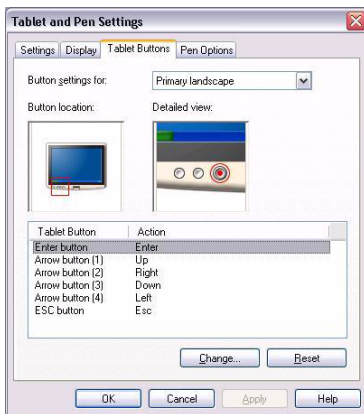 Tablet and Pen Settings
Settings Display Tablet Buttons Pen Options
Button settings for: Primary landscape
Button location: Detailed view:
Tablet Button Action
Enter button Enter
Arrow button (1) Up
Arrow button (2) Right
Arrow button (3) Down
Arrow button (4) Left
ESC button Esc
Change... Reset
OK Cancel Apply Help